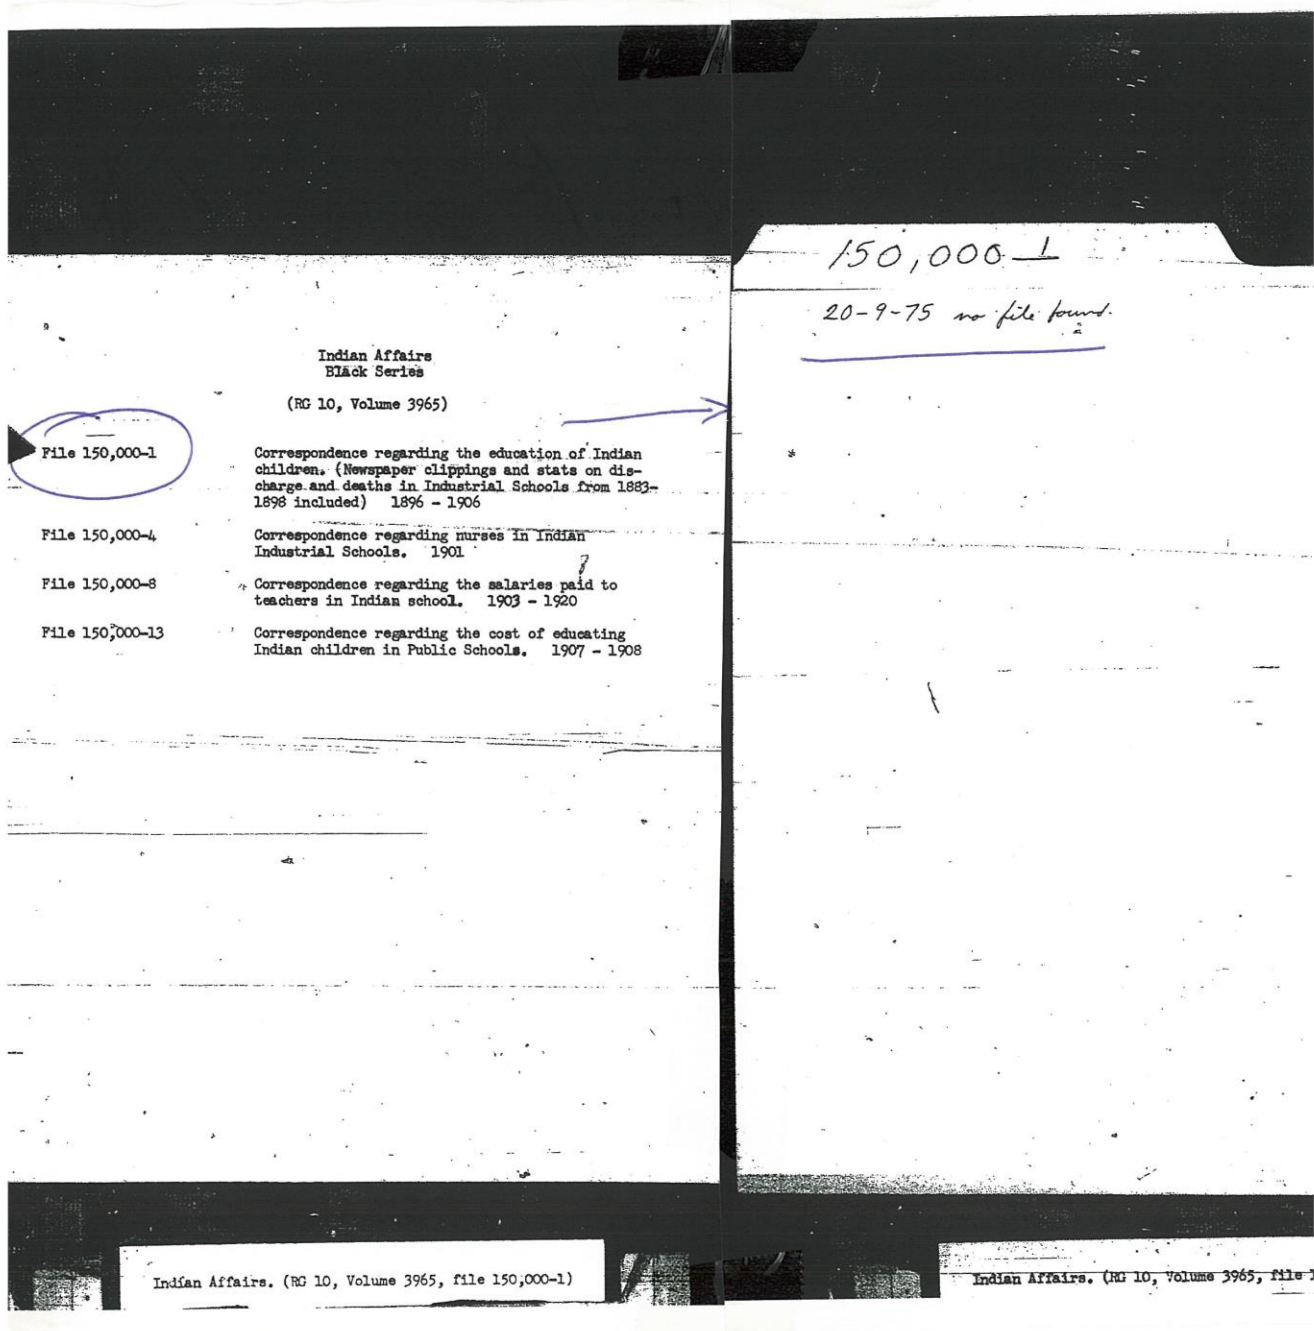 Indian Affairs
Black Series
(RG 10, Volume 3965)
File 150,000-1
Correspondence regarding the education of Indian
children. (Newspaper clippings and stats on dis-
charge and deaths in Industrial Schools from 1883-
1898 included) 1896 - 1906
File 150,000-4
Correspondence regarding nurses in Indian
Industrial Schools. 1901
File 150,000-8
Correspondence regarding the salaries paid to
teachers in Indian school. 1903 - 1920
File 150,000-13
Correspondence regarding the cost of educating
Indian children in Public Schools. 1907 - 1908
Indian Affairs. (RG 10, Volume 3965, file 150,000-1)
150,000-1
20-9-75 no file found.
Indian Affairs. (RG 10, Volume 3965, file 1